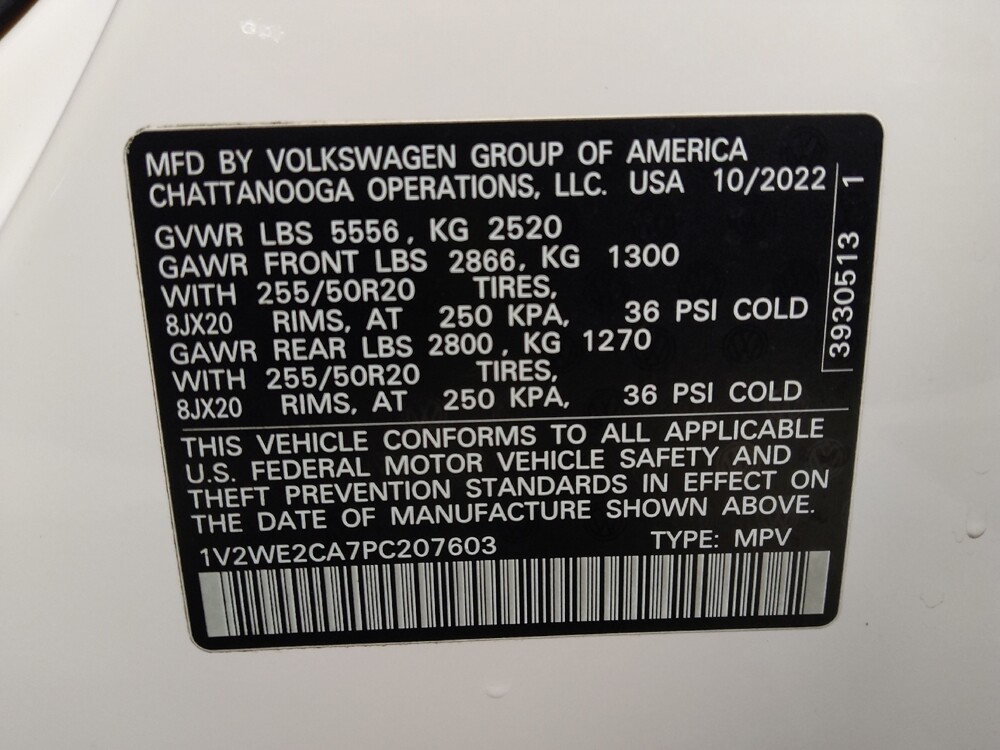 MFD BY VOLKSWAGEN GROUP OF AMERICA
CHATTANOOGA OPERATIONS, LLC. USA 10/2022
GVWR LBS 5556, KG 2520
GAWR FRONT LBS 2866, KG 1300
WITH 255/50R20 TIRES,
8JX20 RIMS, AT 250 KPA, 36 PSI COLD
GAWR REAR LBS 2800, KG 1270
WITH 255/50R20 TIRES,
8JX20 RIMS, AT 250 KPA, 36 PSI COLD
THIS VEHICLE CONFORMS TO ALL APPLICABLE
U.S. FEDERAL MOTOR VEHICLE SAFETY AND
THEFT PREVENTION STANDARDS IN EFFECT ON
THE DATE OF MANUFACTURE SHOWN ABOVE.
1V2WE2CA7PC207603 TYPE: MPV
3930513 1